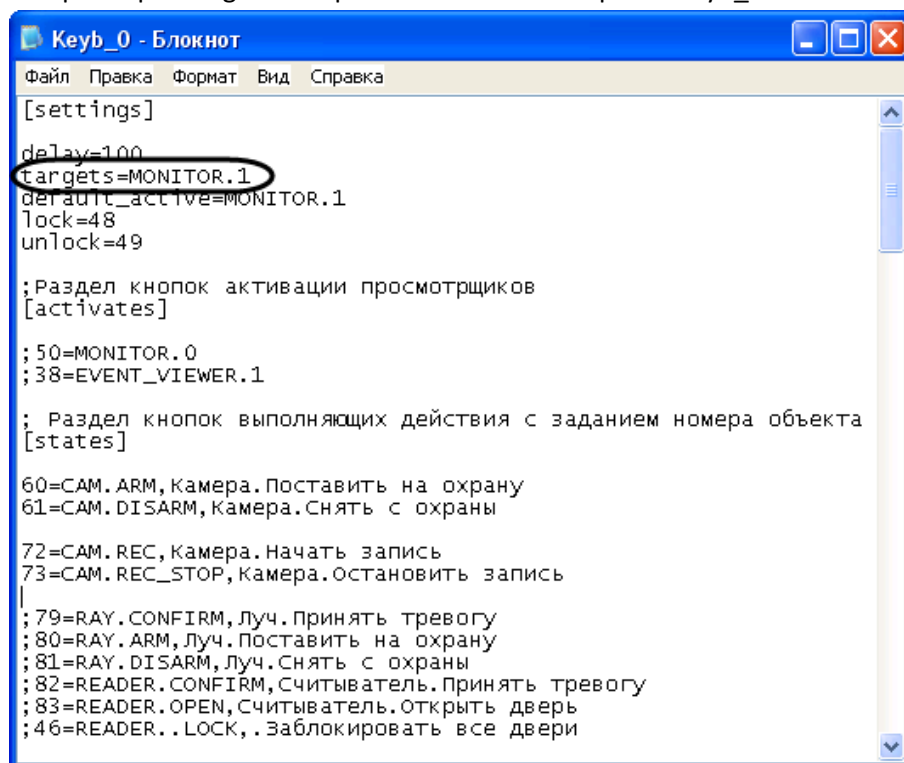 Keyb_0 - Блокнот
Файл Правка Формат Вид Справка
[settings]
delay=100
targets=MONITOR.1
default_active=MONITOR.1
lock=48
unlock=49
;Раздел кнопок активации просмотрщиков
[activates]
;50=MONITOR.0
;38=EVENT_VIEWER.1
; Раздел кнопок выполняющих действия с заданием номера объекта
[states]
60=CAM.ARM,Камера.Поставить на охрану
61=CAM.DISARM,Камера.Снять с охраны
72=CAM.REC,Камера.Начать запись
73=CAM.REC_STOP,Камера.Остановить запись
;79=RAY.CONFIRM,Луч.Принять тревогу
;80=RAY.ARM,Луч.Поставить на охрану
;81=RAY.DISARM,Луч.Снять с охраны
;82=READER.CONFIRM,Считыватель.Принять тревогу
;83=READER.OPEN,Считыватель.Открыть дверь
;46=READER..LOCK,.Заблокировать все двери